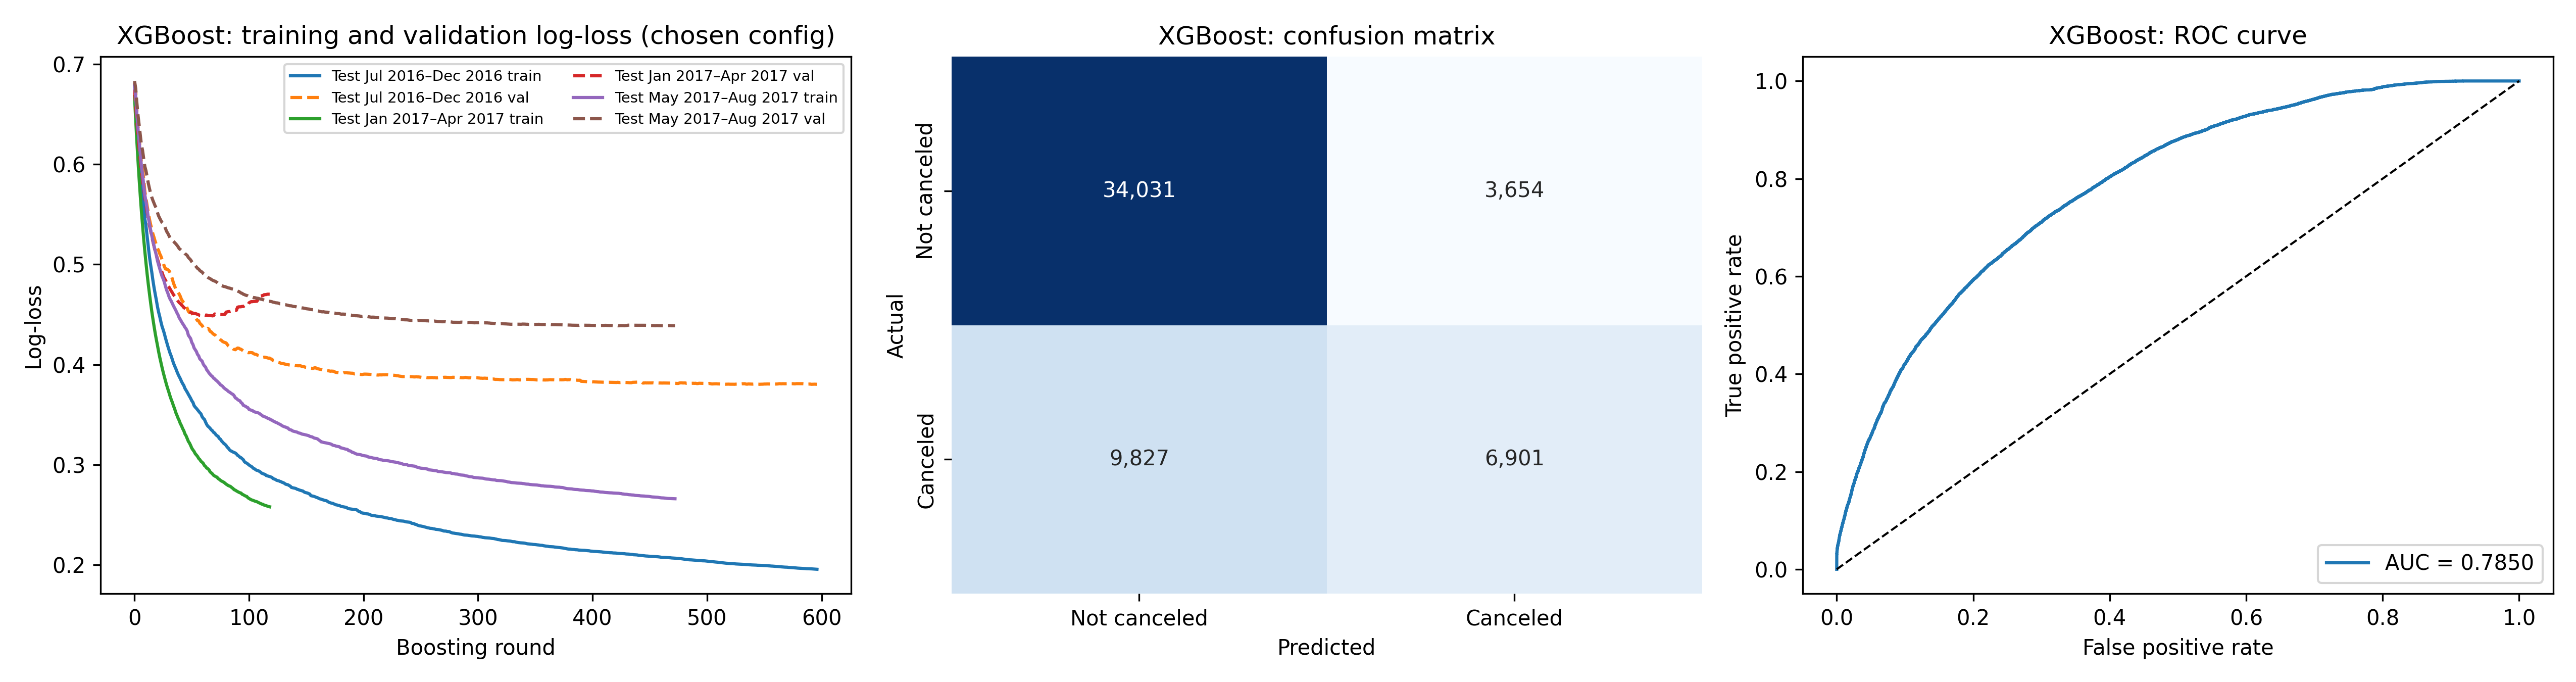 XGBoost: training and validation log-loss (chosen config)
Test Jul 2016–Dec 2016 train
Test Jul 2016–Dec 2016 val
Test Jan 2017–Apr 2017 train
Test Jan 2017–Apr 2017 val
Test May 2017–Aug 2017 train
Test May 2017–Aug 2017 val
Log-loss
0.7
0.6
0.5
0.4
0.3
0.2
0
100
200
300
400
500
600
Boosting round
XGBoost: confusion matrix
Actual
Not canceled
Canceled
34,031
3,654
9,827
6,901
Not canceled
Canceled
Predicted
XGBoost: ROC curve
True positive rate
1.0
0.8
0.6
0.4
0.2
0.0
AUC = 0.7850
0.0
0.2
0.4
0.6
0.8
1.0
False positive rate